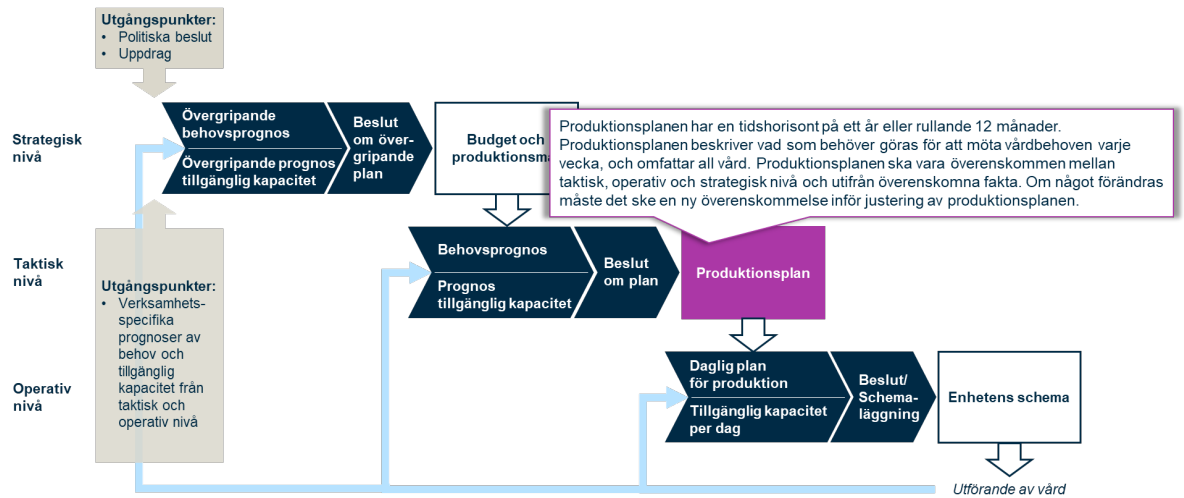 Utgångspunkter:
• Politiska beslut
• Uppdrag
Strategisk
nivå
Övergripande
behovsprognos
Övergripande prognos
tillgänglig kapacitet
Beslut
om över-
gripande
plan
Budget och
produktionsmå
Produktionsplanen har en tidshorisont på ett år eller rullande 12 månader.
Produktionsplanen beskriver vad som behöver göras för att möta vårdbehoven varje
vecka, och omfattar all vård. Produktionsplanen ska vara överenskommen mellan
taktisk, operativ och strategisk nivå och utifrån överenskomna fakta. Om något förändras
måste det ske en ny överenskommelse inför justering av produktionsplanen.
Taktisk
nivå
Utgångspunkter:
• Verksamhets-
specifika
prognoser av
behov och
tillgänglig
kapacitet från
taktisk och
operativ nivå
Behovsprognos
Prognos
tillgänglig kapacitet
Beslut
om plan
Produktionsplan
Operativ
nivå
Daglig plan
för produktion
Tillgänglig kapacitet
per dag
Beslut/
Schema-
läggning
Enhetens schema
Utförande av vård